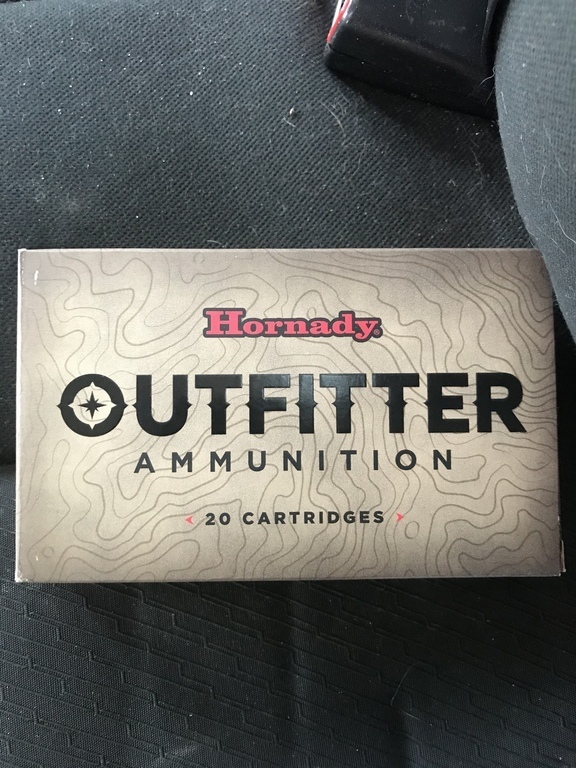 Hornady
OUTFITTER
AMMUNITION
20 CARTRIDGES